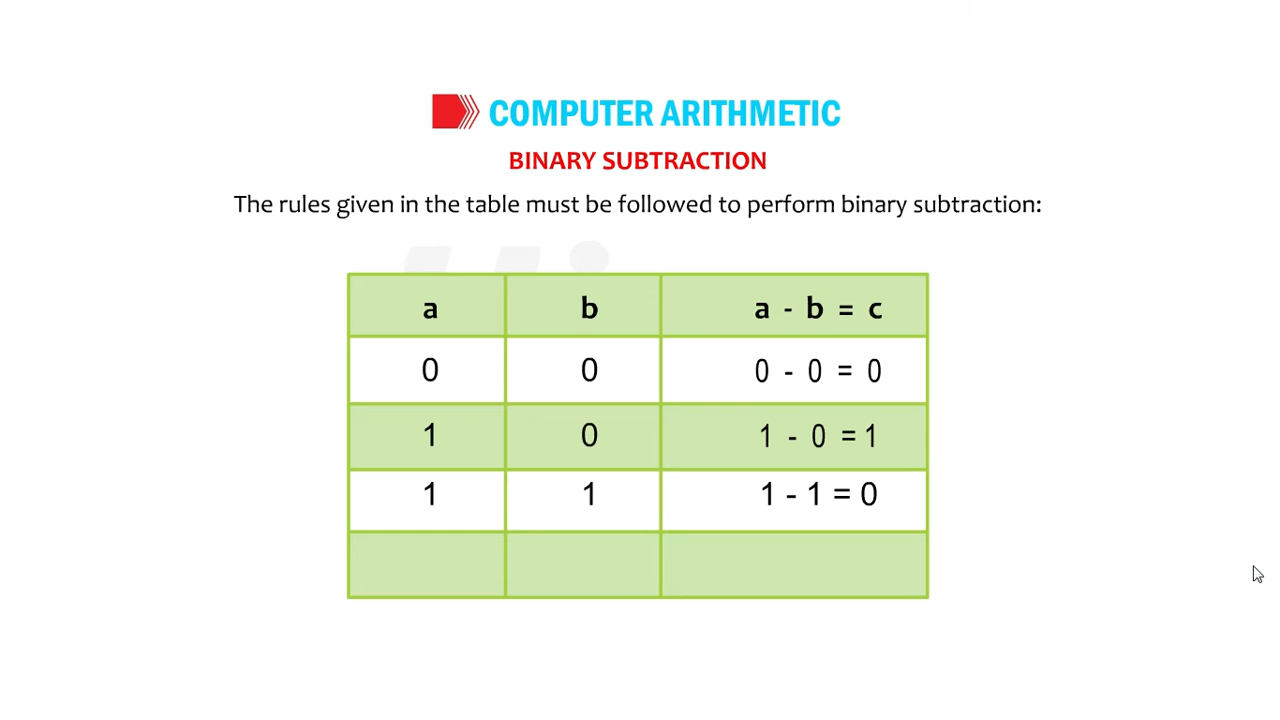 COMPUTER ARITHMETIC
BINARY SUBTRACTION
The rules given in the table must be followed to perform binary subtraction:
a b a - b = c
0 0 0 - 0 = 0
1 0 1 - 0 = 1
1 1 1 - 1 = 0